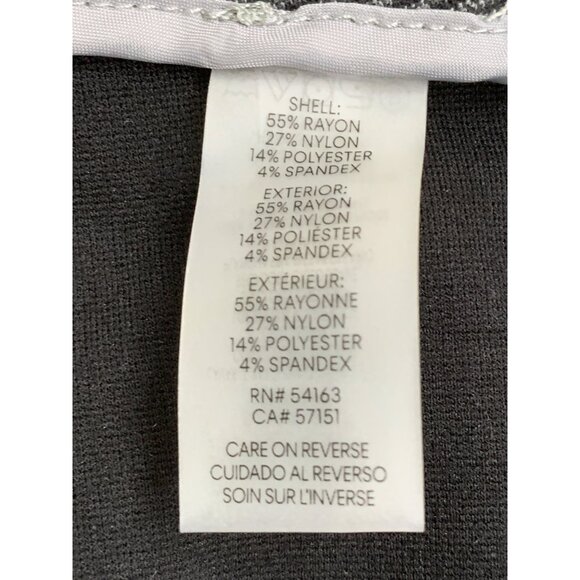 SHELL:
55% RAYON
27% NYLON
14% POLYESTER
4% SPANDEX
EXTERIOR:
55% RAYON
27% NYLON
14% POLIÉSTER
4% SPANDEX
EXTÉRIEUR:
55% RAYONNE
27% NYLON
14% POLYESTER
4% SPANDEX
RN# 54163
CA# 57151
CARE ON REVERSE
CUIDADO AL REVERSO
SOIN SUR L'INVERSE